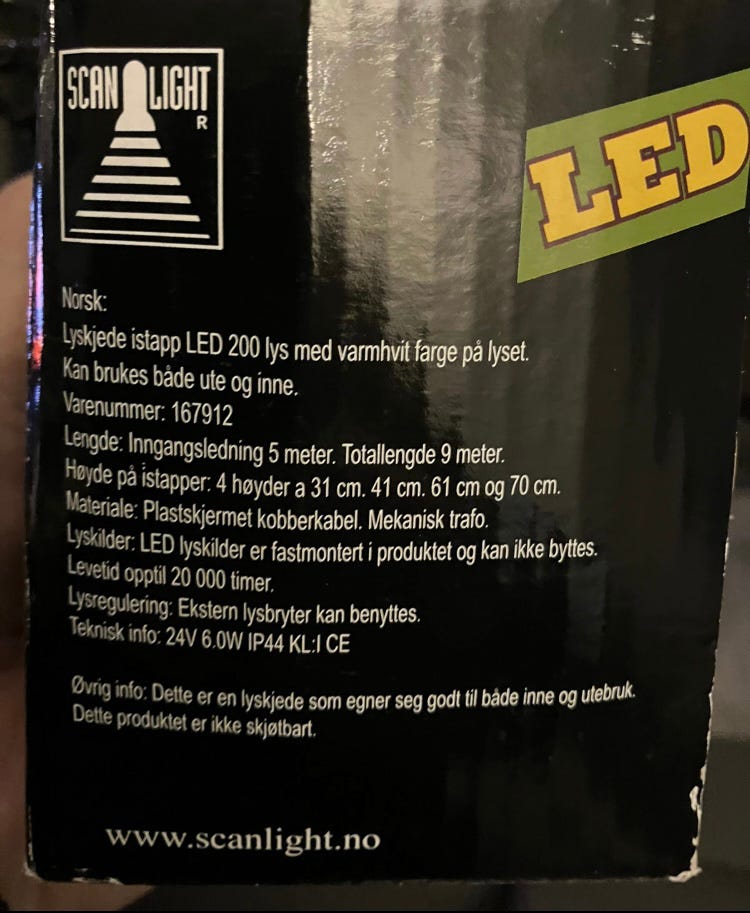 SCAN LIGHT
R
LED
Norsk:
Lyskjede istapp LED 200 lys med varmhvit farge på lyset.
Kan brukes både ute og inne.
Varenummer: 167912
Lengde: Inngangsledning 5 meter. Totallengde 9 meter.
Høyde på istapper: 4 høyder a 31 cm. 41 cm. 61 cm og 70 cm.
Materiale: Plastskjermet kobberkabel. Mekanisk trafo.
Lyskilder: LED lyskilder er fastmontert i produktet og kan ikke byttes.
Levetid opptil 20 000 timer.
Lysregulering: Ekstern lysbryter kan benyttes.
Teknisk info: 24V 6.0W IP44 KL:I CE
Øvrig info: Dette er en lyskjede som egner seg godt til både inne og utebruk.
Dette produktet er ikke skjøtbart.
www.scanlight.no